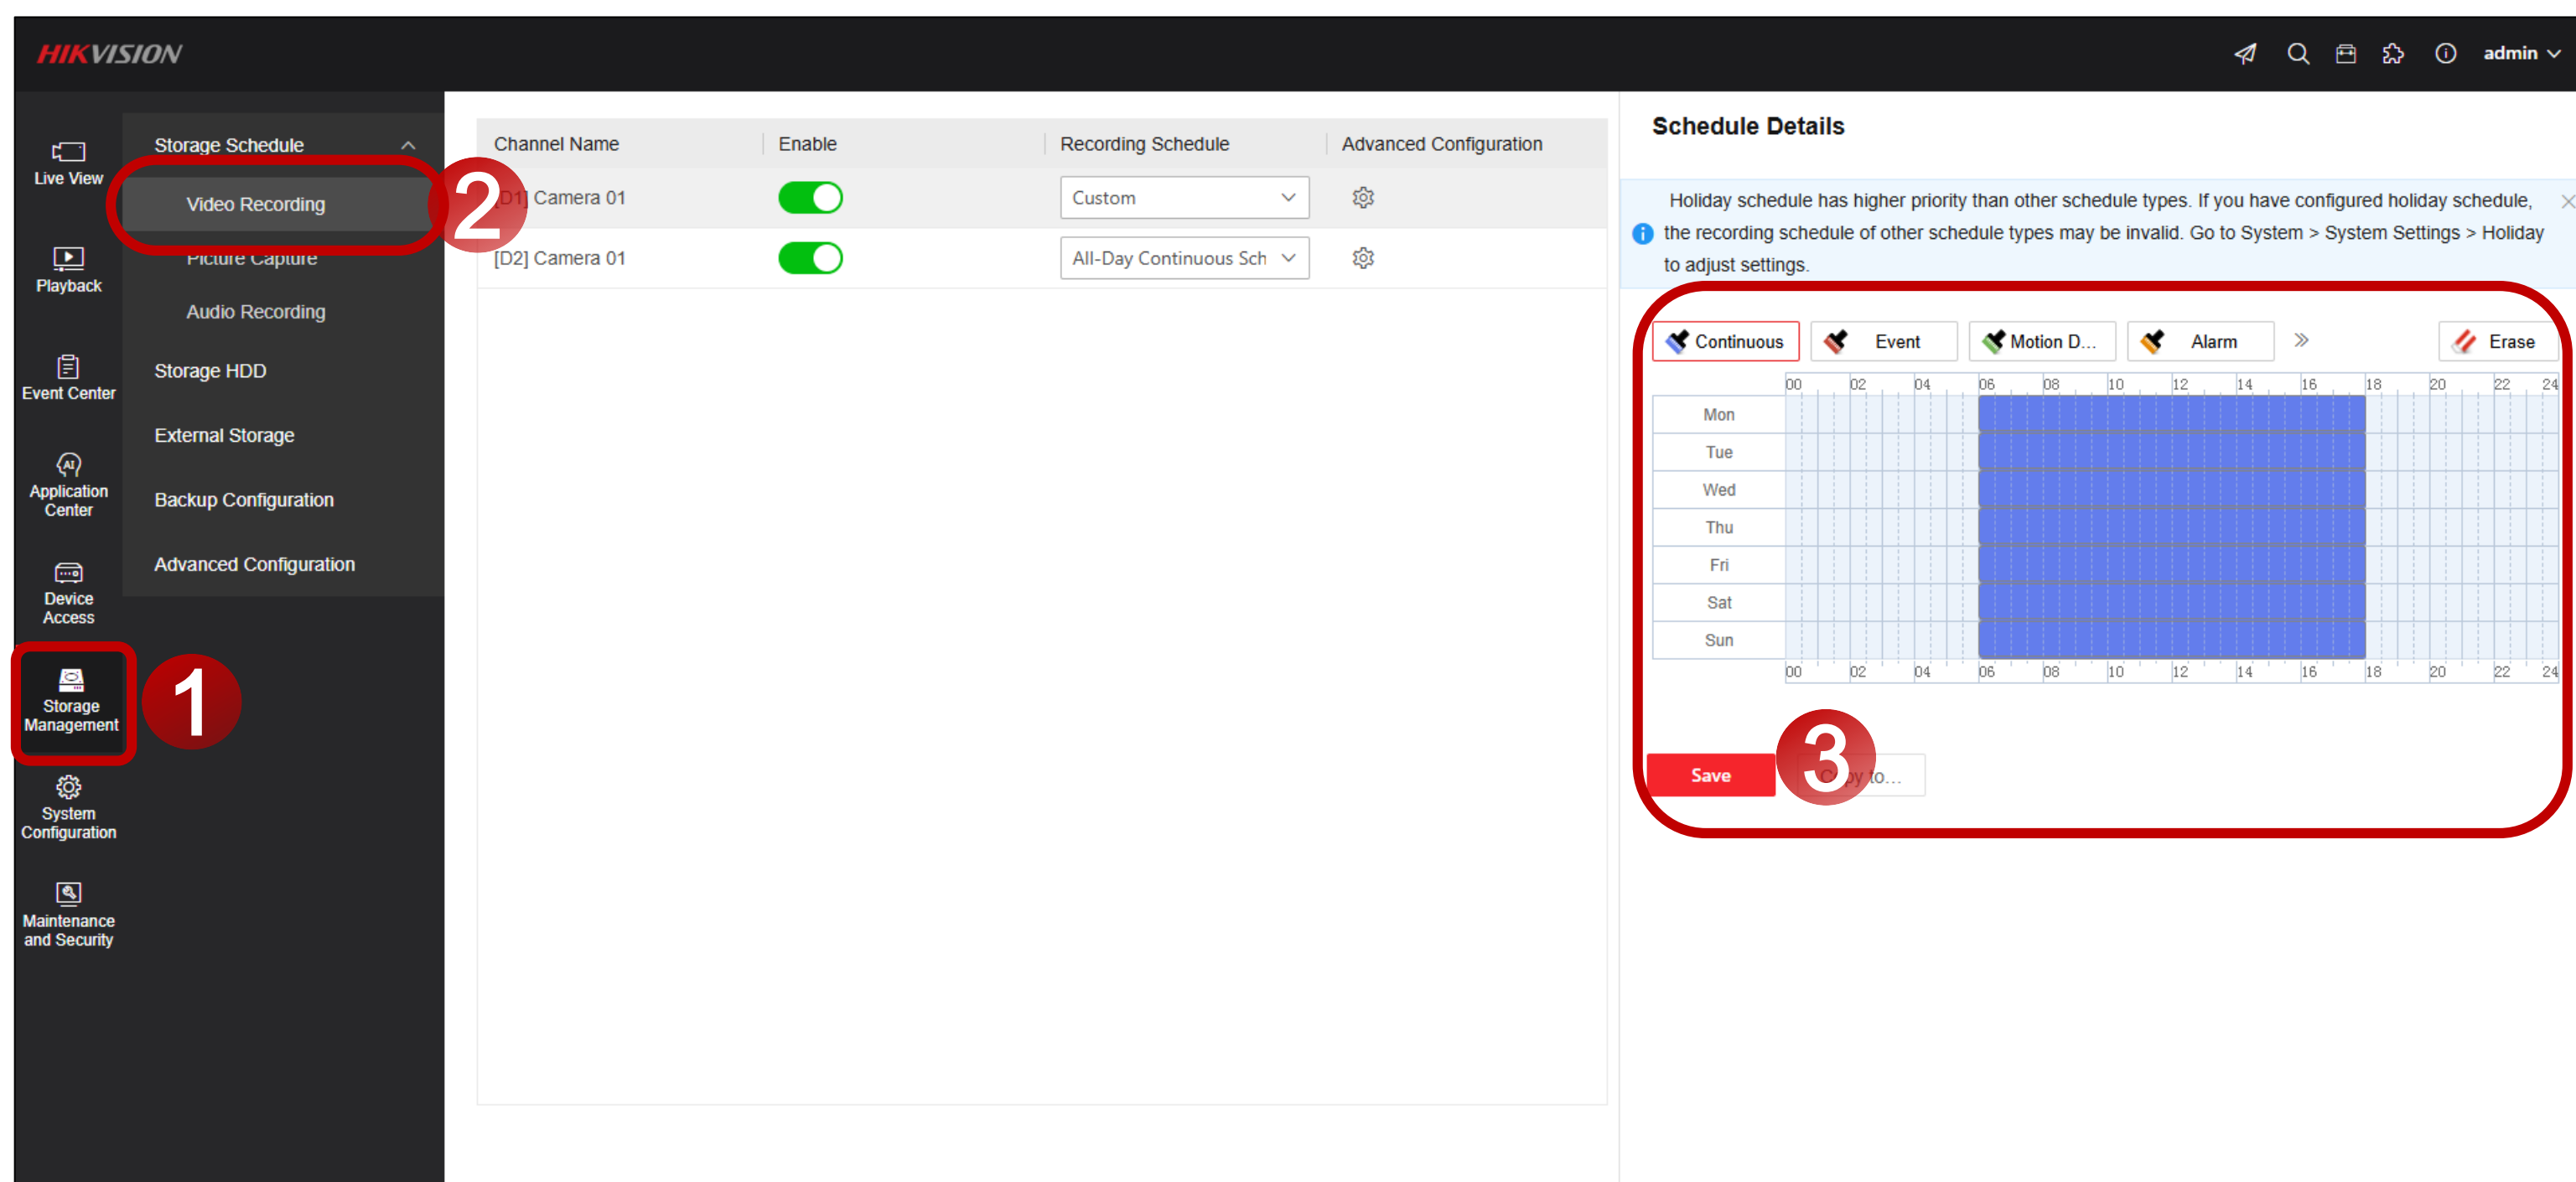 HIKVISION
admin
Live View
Playback
Event Center
Application
Center
Device
Access
Storage
Management
System
Configuration
Maintenance
and Security
1
Storage Schedule
Video Recording
Picture Capture
Audio Recording
Storage HDD
External Storage
Backup Configuration
Advanced Configuration
2
Channel Name Enable Recording Schedule Advanced Configuration
[D1] Camera 01 Custom
[D2] Camera 01 All-Day Continuous Sch
Schedule Details
Holiday schedule has higher priority than other schedule types. If you have configured holiday schedule,
the recording schedule of other schedule types may be invalid. Go to System > System Settings > Holiday
to adjust settings.
Continuous Event Motion D... Alarm Erase
00 02 04 06 08 10 12 14 16 18 20 22 24
Mon
Tue
Wed
Thu
Fri
Sat
Sun
00 02 04 06 08 10 12 14 16 18 20 22 24
3
Save Copy to...